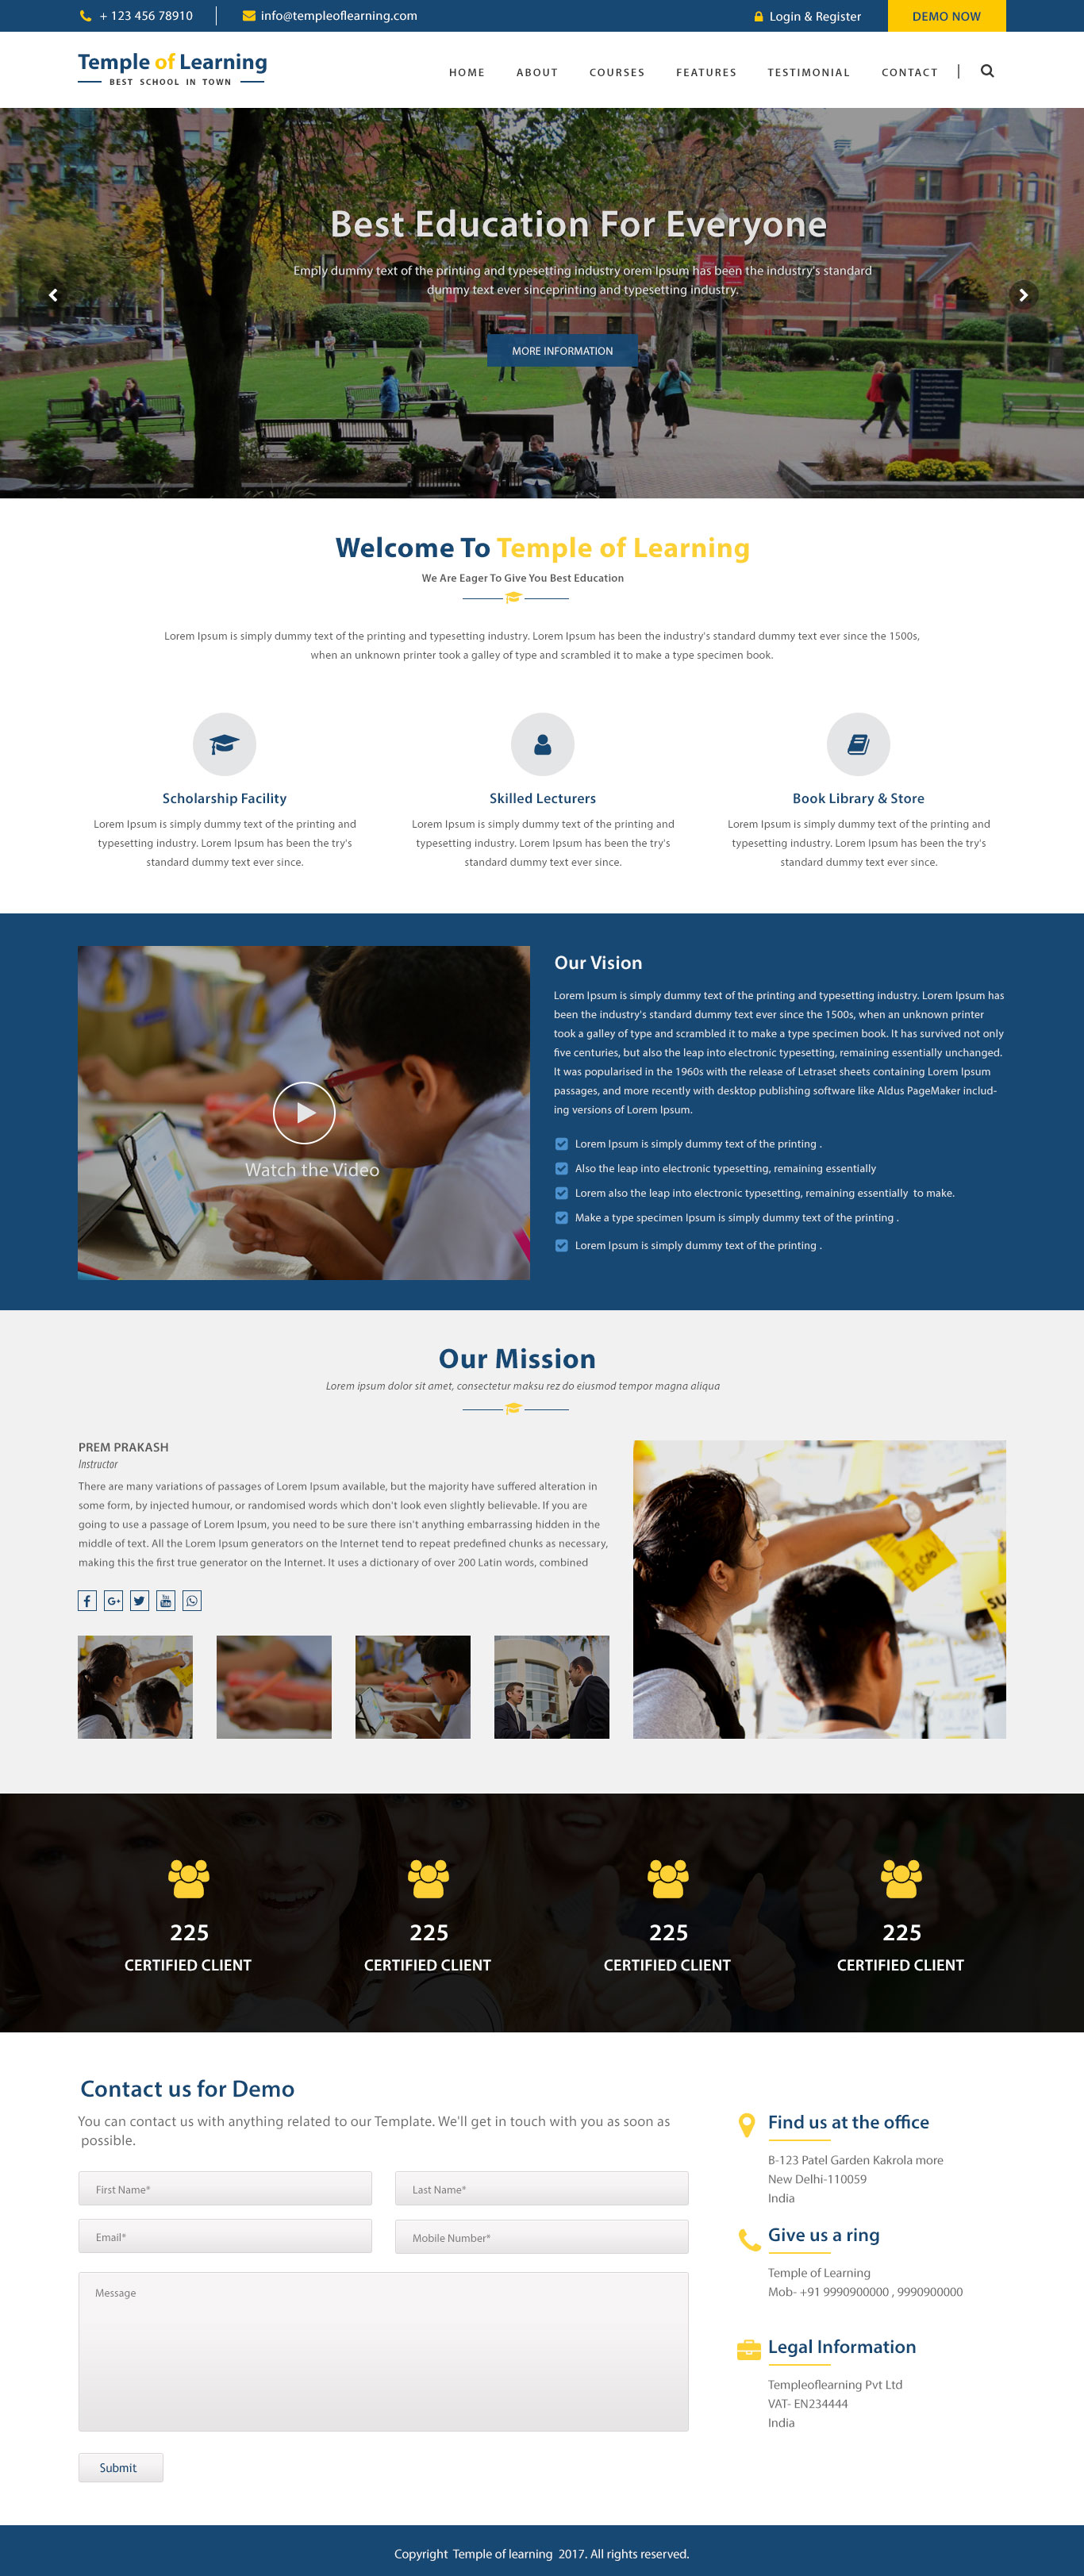 + 123 456 78910
info@templeoflearning.com
Login & Register
DEMO NOW
Temple of Learning
BEST SCHOOL IN TOWN
HOME ABOUT COURSES FEATURES TESTIMONIAL CONTACT
Best Education For Everyone
Emply dummy text of the printing and typesetting industry orem Ipsum has been the industry's standard
dummy text ever sinceprinting and typesetting industry.
MORE INFORMATION
Welcome To Temple of Learning
We Are Eager To Give You Best Education
Lorem Ipsum is simply dummy text of the printing and typesetting industry. Lorem Ipsum has been the industry's standard dummy text ever since the 1500s,
when an unknown printer took a galley of type and scrambled it to make a type specimen book.
Scholarship Facility
Lorem Ipsum is simply dummy text of the printing and
typesetting industry. Lorem Ipsum has been the try's
standard dummy text ever since.
Skilled Lecturers
Lorem Ipsum is simply dummy text of the printing and
typesetting industry. Lorem Ipsum has been the try's
standard dummy text ever since.
Book Library & Store
Lorem Ipsum is simply dummy text of the printing and
typesetting industry. Lorem Ipsum has been the try's
standard dummy text ever since.
Watch the Video
Our Vision
Lorem Ipsum is simply dummy text of the printing and typesetting industry. Lorem Ipsum has
been the industry's standard dummy text ever since the 1500s, when an unknown printer
took a galley of type and scrambled it to make a type specimen book. It has survived not only
five centuries, but also the leap into electronic typesetting, remaining essentially unchanged.
It was popularised in the 1960s with the release of Letraset sheets containing Lorem Ipsum
passages, and more recently with desktop publishing software like Aldus PageMaker includ-
ing versions of Lorem Ipsum.
Lorem Ipsum is simply dummy text of the printing .
Also the leap into electronic typesetting, remaining essentially
Lorem also the leap into electronic typesetting, remaining essentially to make.
Make a type specimen Ipsum is simply dummy text of the printing .
Lorem Ipsum is simply dummy text of the printing .
Our Mission
Lorem ipsum dolor sit amet, consectetur maksu rez do eiusmod tempor magna aliqua
PREM PRAKASH
Instructor
There are many variations of passages of Lorem Ipsum available, but the majority have suffered alteration in
some form, by injected humour, or randomised words which don't look even slightly believable. If you are
going to use a passage of Lorem Ipsum, you need to be sure there isn't anything embarrassing hidden in the
middle of text. All the Lorem Ipsum generators on the Internet tend to repeat predefined chunks as necessary,
making this the first true generator on the Internet. It uses a dictionary of over 200 Latin words, combined
225
CERTIFIED CLIENT
225
CERTIFIED CLIENT
225
CERTIFIED CLIENT
225
CERTIFIED CLIENT
Contact us for Demo
You can contact us with anything related to our Template. We'll get in touch with you as soon as
possible.
First Name*
Last Name*
Email*
Mobile Number*
Message
Submit
Find us at the office
B-123 Patel Garden Kakrola more
New Delhi-110059
India
Give us a ring
Temple of Learning
Mob- +91 9990900000 , 9990900000
Legal Information
Templeoflearning Pvt Ltd
VAT- EN234444
India
Copyright Temple of learning 2017. All rights reserved.